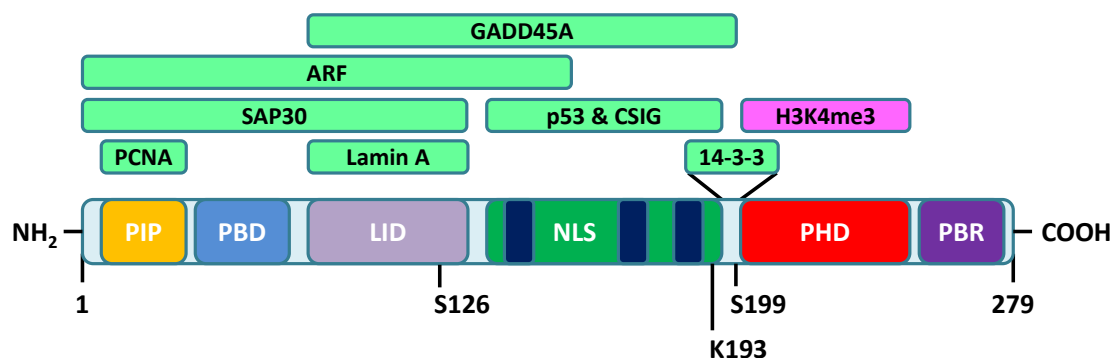 GADD45A
ARF
SAP30 p53 & CSIG H3K4me3
PCNA Lamin A 14-3-3
NH₂ PIP PBD LID NLS PHD PBR COOH
1 S126 S199 279
K193